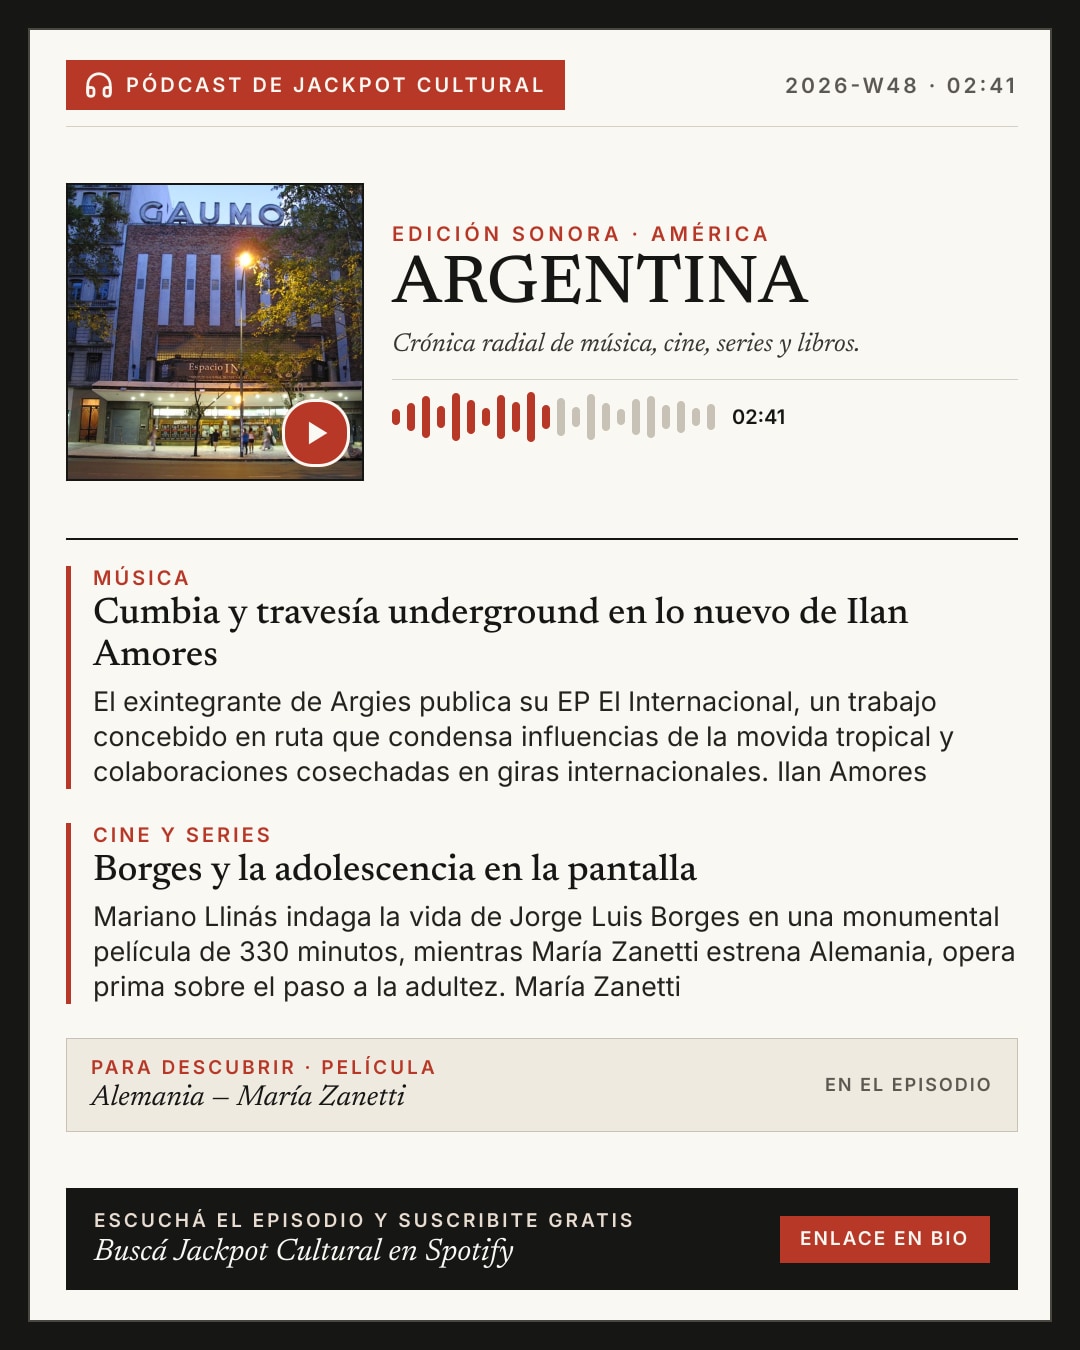 PÓDCAST DE JACKPOT CULTURAL
2026-W48 · 02:41
GAUMO
Espacio IN
EDICIÓN SONORA · AMÉRICA
ARGENTINA
Crónica radial de música, cine, series y libros.
02:41
MÚSICA
Cumbia y travesía underground en lo nuevo de Ilan
Amores
El exintegrante de Argies publica su EP El Internacional, un trabajo
concebido en ruta que condensa influencias de la movida tropical y
colaboraciones cosechadas en giras internacionales. Ilan Amores
CINE Y SERIES
Borges y la adolescencia en la pantalla
Mariano Llinás indaga la vida de Jorge Luis Borges en una monumental
película de 330 minutos, mientras María Zanetti estrena Alemania, opera
prima sobre el paso a la adultez. María Zanetti
PARA DESCUBRIR · PELÍCULA
Alemania — María Zanetti
EN EL EPISODIO
ESCUCHÁ EL EPISODIO Y SUSCRIBITE GRATIS
Buscá Jackpot Cultural en Spotify
ENLACE EN BIO